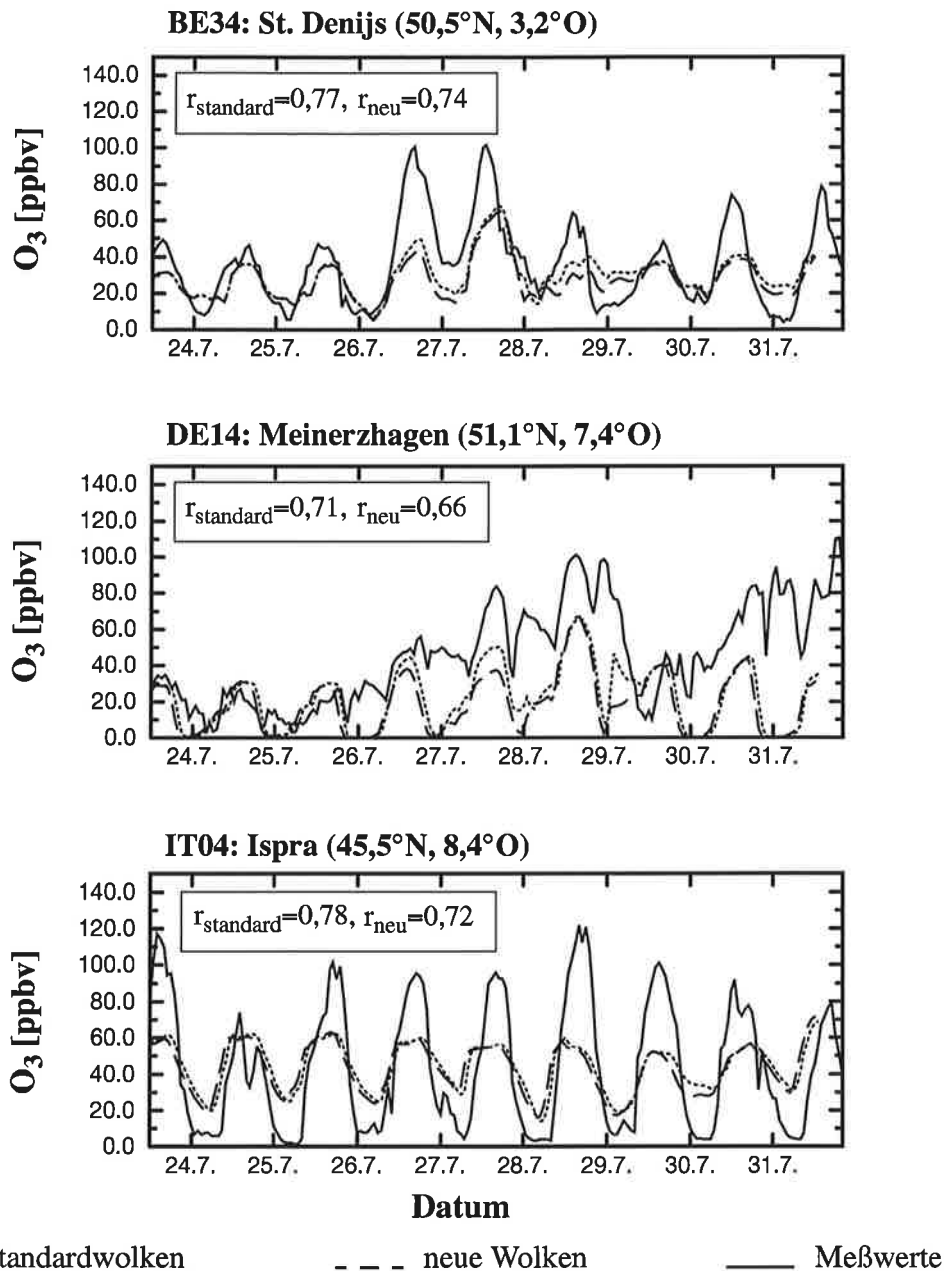 BE34: St. Denijs (50,5°N, 3,2°O)
140.0
r_standard=0,77, r_neu=0,74
120.0
100.0
80.0
60.0
40.0
20.0
0.0
O3 [ppbv]
24.7. 25.7. 26.7. 27.7. 28.7. 29.7. 30.7. 31.7.
DE14: Meinerzhagen (51,1°N, 7,4°O)
140.0
r_standard=0,71, r_neu=0,66
120.0
100.0
80.0
60.0
40.0
20.0
0.0
O3 [ppbv]
24.7. 25.7. 26.7. 27.7. 28.7. 29.7. 30.7. 31.7.
IT04: Ispra (45,5°N, 8,4°O)
140.0
r_standard=0,78, r_neu=0,72
120.0
100.0
80.0
60.0
40.0
20.0
0.0
O3 [ppbv]
24.7. 25.7. 26.7. 27.7. 28.7. 29.7. 30.7. 31.7.
Datum
tandardwolken neue Wolken Meßwerte